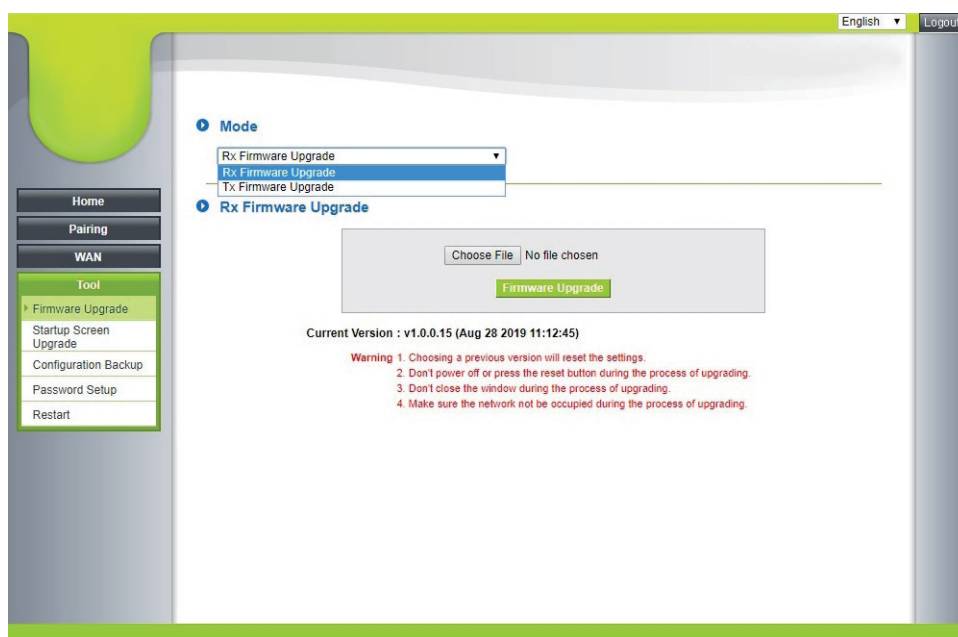 English
Logout
Mode
Rx Firmware Upgrade
Rx Firmware Upgrade
Tx Firmware Upgrade
Home
Pairing
WAN
Tool
Firmware Upgrade
Startup Screen
Upgrade
Configuration Backup
Password Setup
Restart
Rx Firmware Upgrade
Choose File No file chosen
Firmware Upgrade
Current Version : v1.0.0.15 (Aug 28 2019 11:12:45)
Warning 1. Choosing a previous version will reset the settings.
2. Don't power off or press the reset button during the process of upgrading.
3. Don't close the window during the process of upgrading.
4. Make sure the network not be occupied during the process of upgrading.